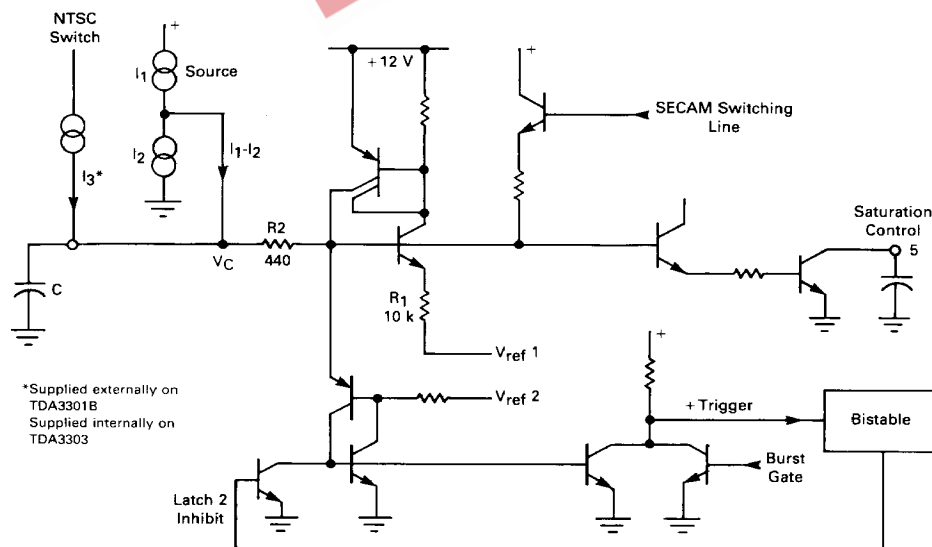 NTSC
Switch
+
I1
Source
I2
I1-I2
I3*
+12 V
+
SECAM Switching
Line
R2
440
VC
C
R1
10 k
Vref 1
Saturation
Control
5
*Supplied externally on
TDA3301B
Supplied internally on
TDA3303
Vref 2
+
+Trigger
Bistable
Burst
Gate
Latch 2
Inhibit